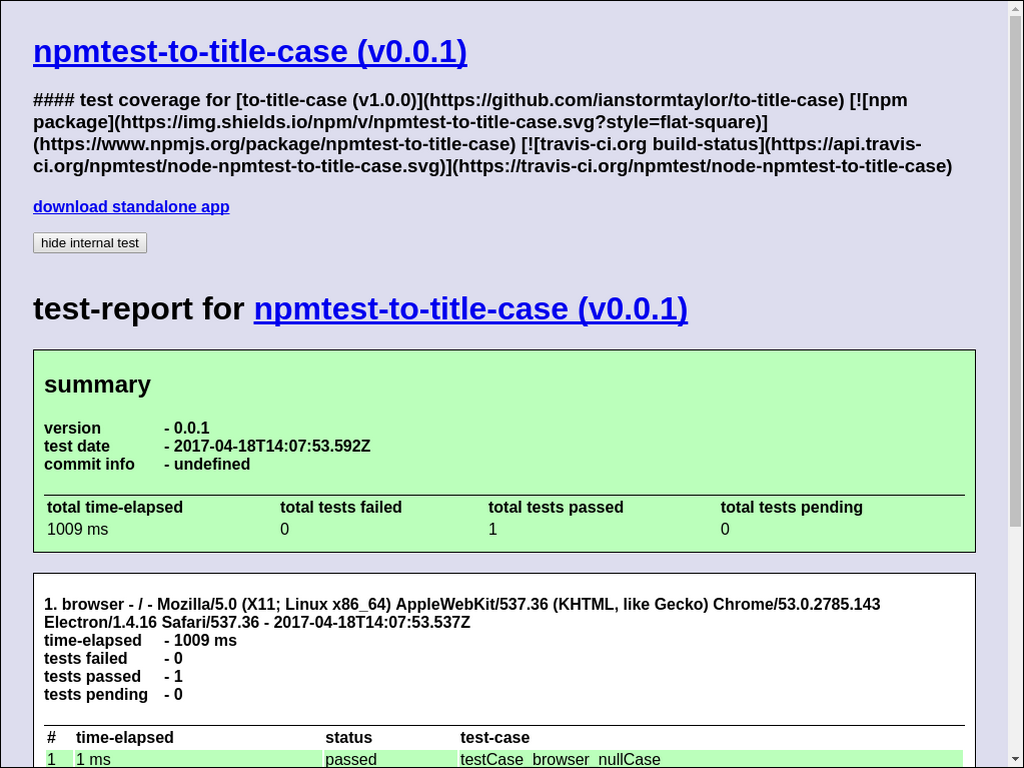 npmtest-to-title-case (v0.0.1)
#### test coverage for [to-title-case (v1.0.0)](https://github.com/ianstormtaylor/to-title-case) [![npm
package](https://img.shields.io/npm/v/npmtest-to-title-case.svg?style=flat-square)]
(https://www.npmjs.org/package/npmtest-to-title-case) [![travis-ci.org build-status](https://api.travis-
ci.org/npmtest/node-npmtest-to-title-case.svg)](https://travis-ci.org/npmtest/node-npmtest-to-title-case)
download standalone app
hide internal test
test-report for npmtest-to-title-case (v0.0.1)
summary
version - 0.0.1
test date - 2017-04-18T14:07:53.592Z
commit info - undefined
total time-elapsed total tests failed total tests passed total tests pending
1009 ms 0 1 0
1. browser - / - Mozilla/5.0 (X11; Linux x86_64) AppleWebKit/537.36 (KHTML, like Gecko) Chrome/53.0.2785.143
Electron/1.4.16 Safari/537.36 - 2017-04-18T14:07:53.537Z
time-elapsed - 1009 ms
tests failed - 0
tests passed - 1
tests pending - 0
# time-elapsed status test-case
1 1 ms passed testCase_browser_nullCase